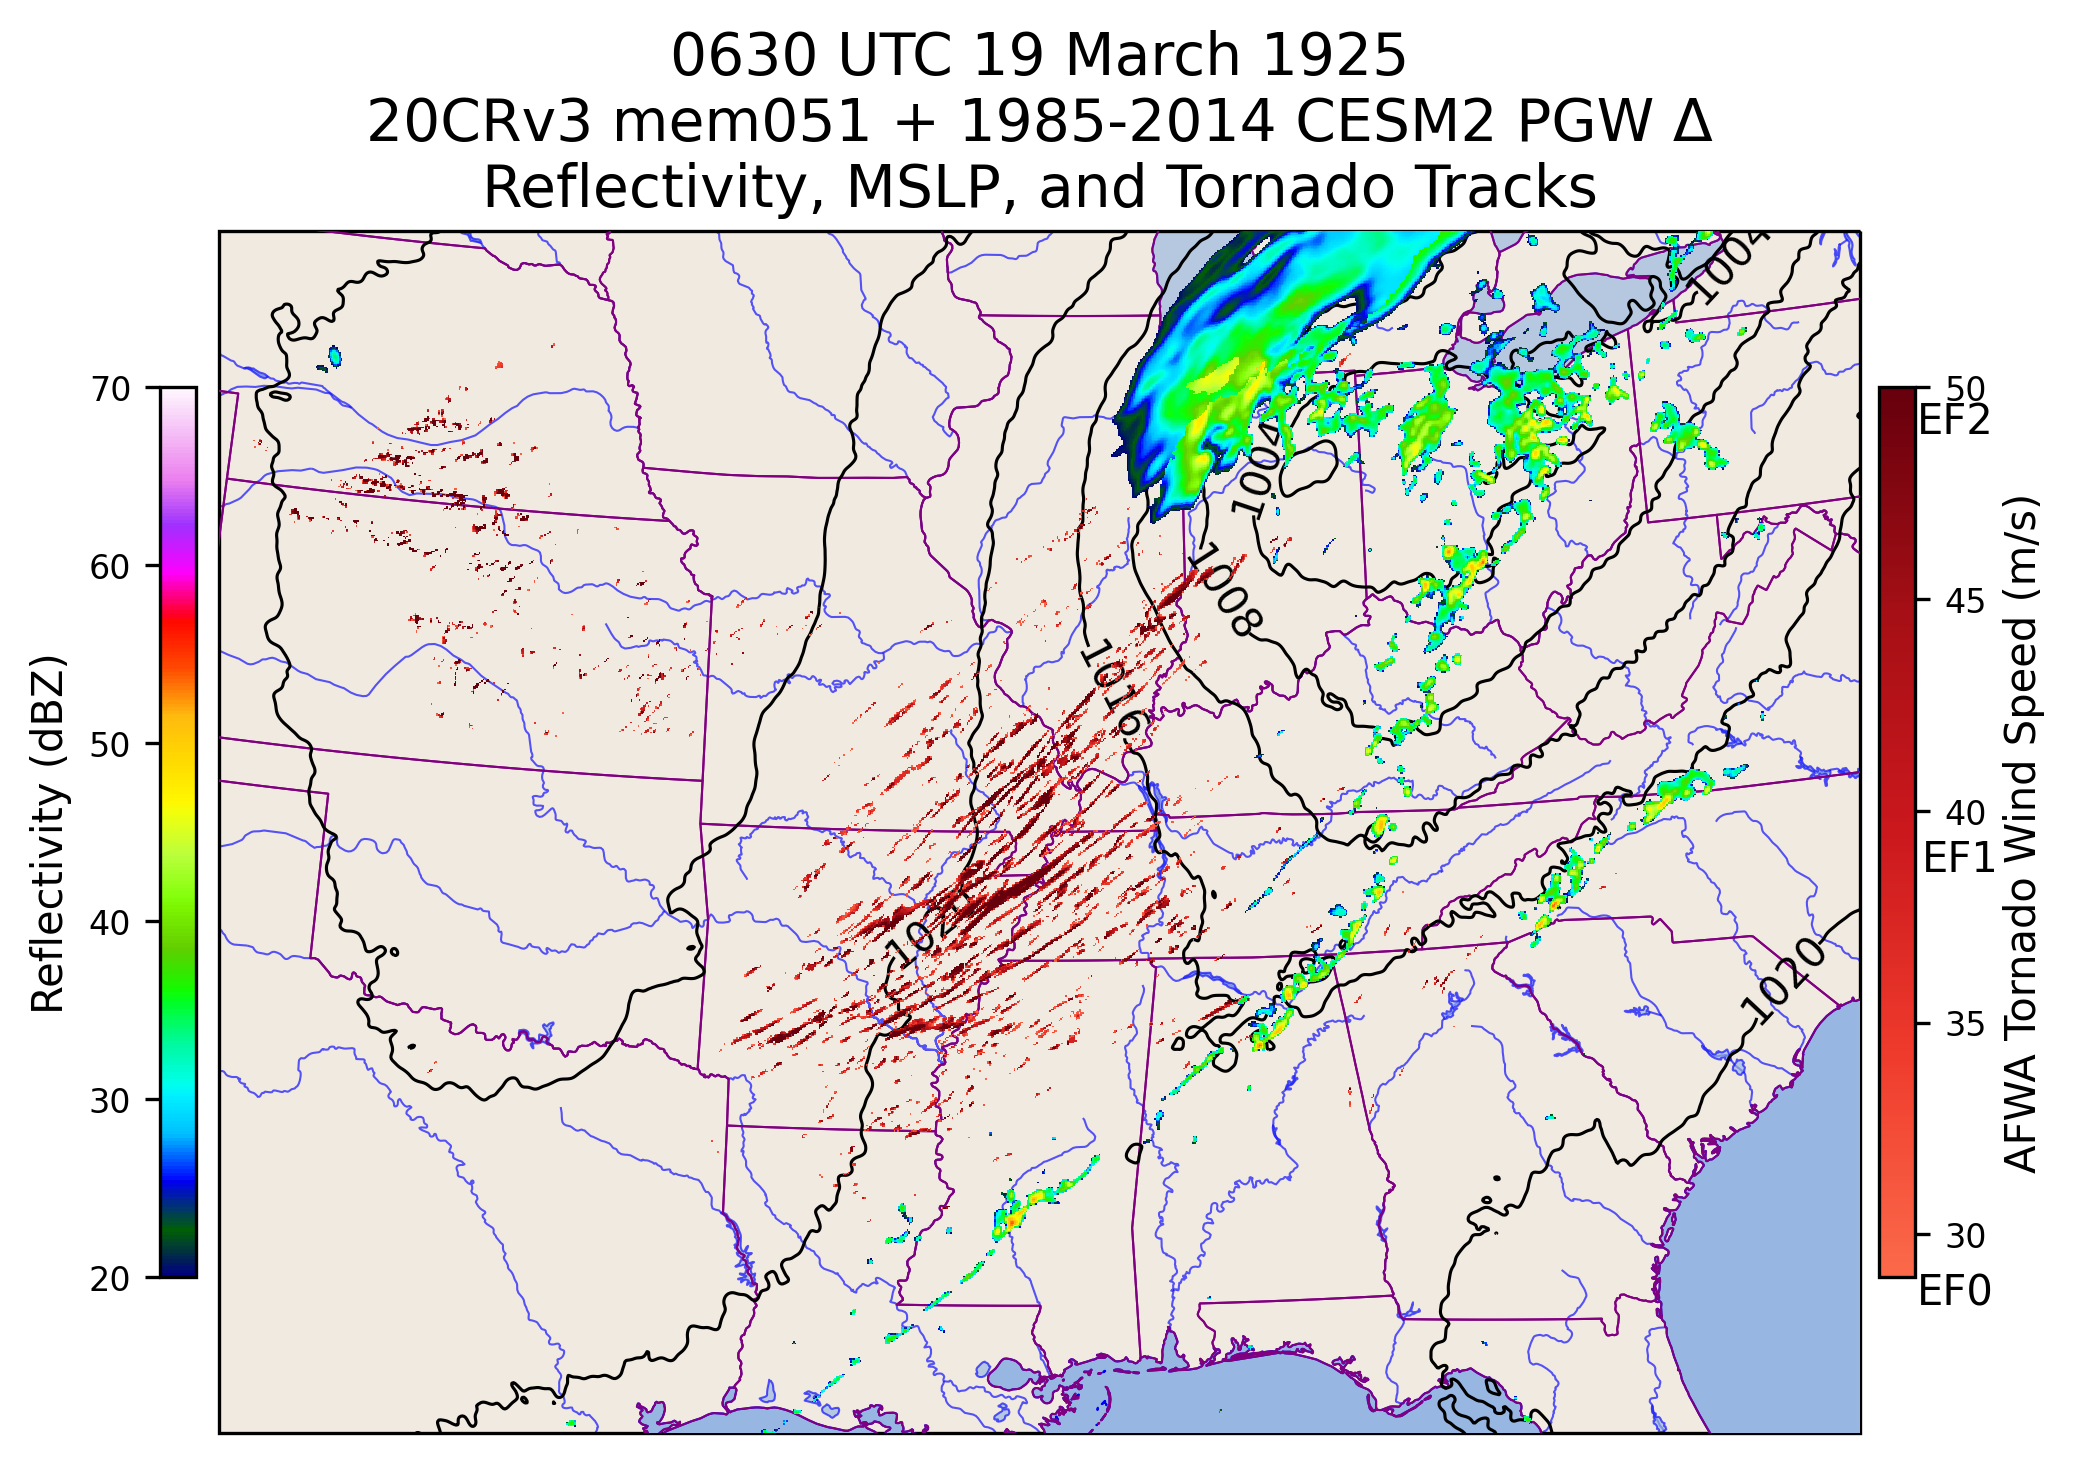 0630 UTC 19 March 1925
20CRv3 mem051 + 1985-2014 CESM2 PGW Δ
Reflectivity, MSLP, and Tornado Tracks
Reflectivity (dBZ)
70
60
50
40
30
20
1004
1004
1008
1016
1020
50
EF2
45
40
EF1
35
30
EF0
AFWA Tornado Wind Speed (m/s)